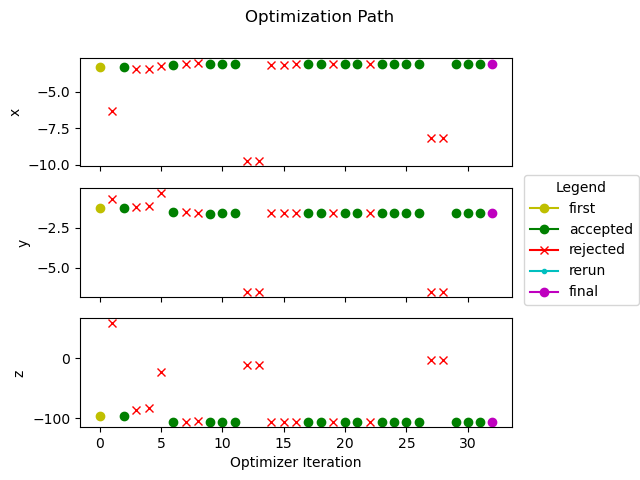 Optimization Path
−5.0
−7.5
−10.0
x
−2.5
−5.0
y
0
−100
z
0 5 10 15 20 25 30
Optimizer Iteration
Legend
first
accepted
rejected
rerun
final